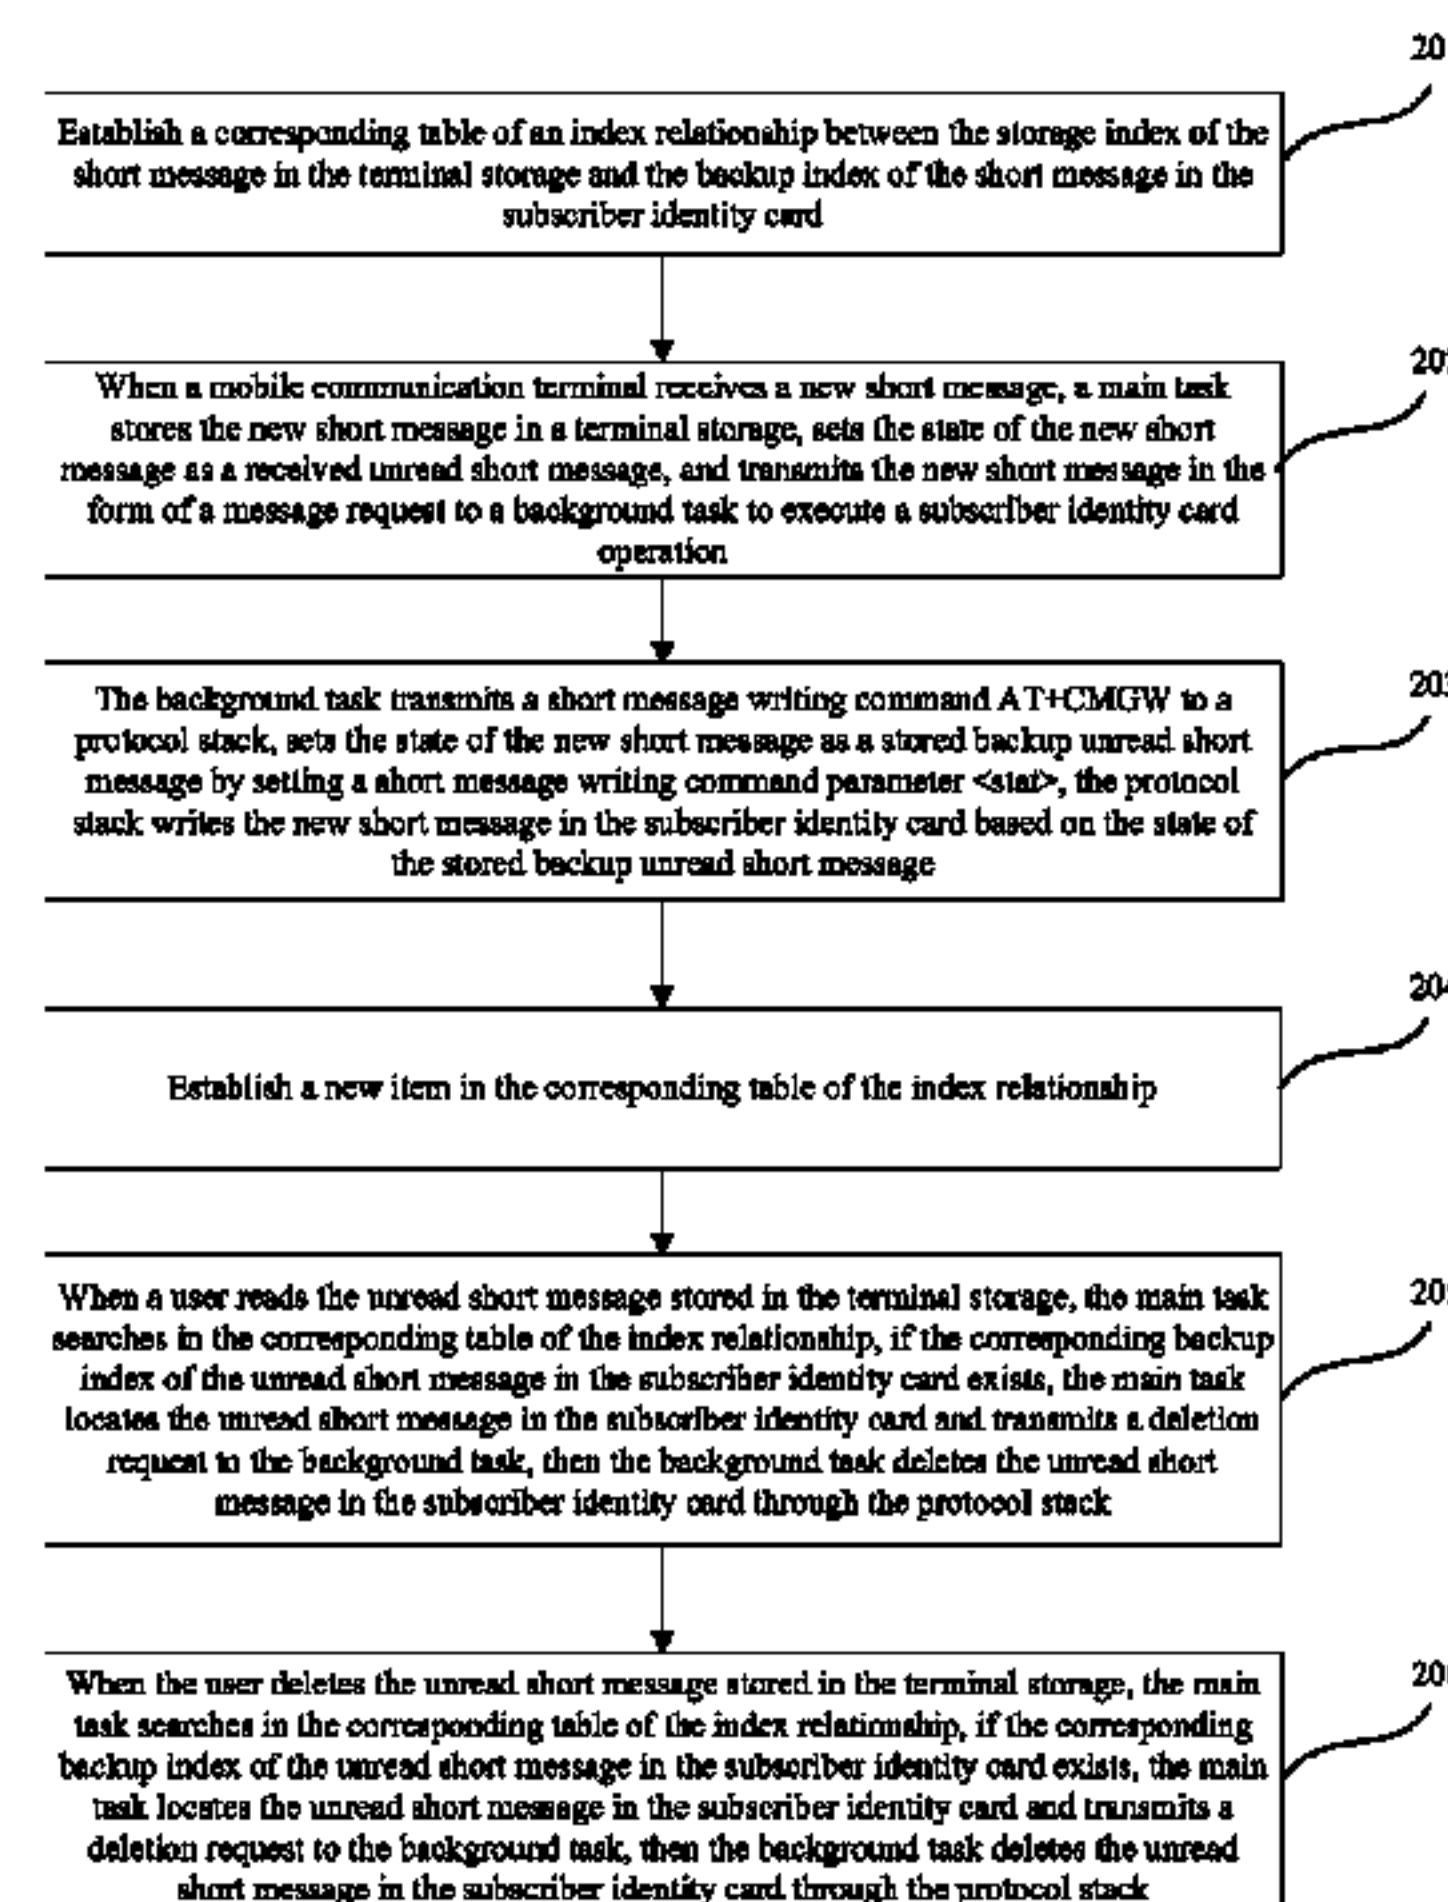 20
Establish a corresponding table of an index relationship between the storage index of the
short message in the terminal storage and the backup index of the short message in the
subscriber identity card
202
When a mobile communication terminal receives a new short message, a main task
stores the new short message in a terminal storage, sets the state of the new short
message as a received unread short message, and transmits the new short message in the
form of a message request to a background task to execute a subscriber identity card
operation
203
The background task transmits a short message writing command AT+CMGW to a
protocol stack, sets the state of the new short message as a stored backup unread short
message by setting a short message writing command parameter <stat>, the protocol
stack writes the new short message in the subscriber identity card based on the state of
the stored backup unread short message
204
Establish a new item in the corresponding table of the index relationship
20
When a user reads the unread short message stored in the terminal storage, the main task
searches in the corresponding table of the index relationship, if the corresponding backup
index of the unread short message in the subscriber identity card exists, the main task
locates the unread short message in the subscriber identity card and transmits a deletion
request to the background task, then the background task deletes the unread short
message in the subscriber identity card through the protocol stack
20
When the user deletes the unread short message stored in the terminal storage, the main
task searches in the corresponding table of the index relationship, if the corresponding
backup index of the unread short message in the subscriber identity card exists, the main
task locates the unread short message in the subscriber identity card and transmits a
deletion request to the background task, then the background task deletes the unread
short message in the subscriber identity card through the protocol stack